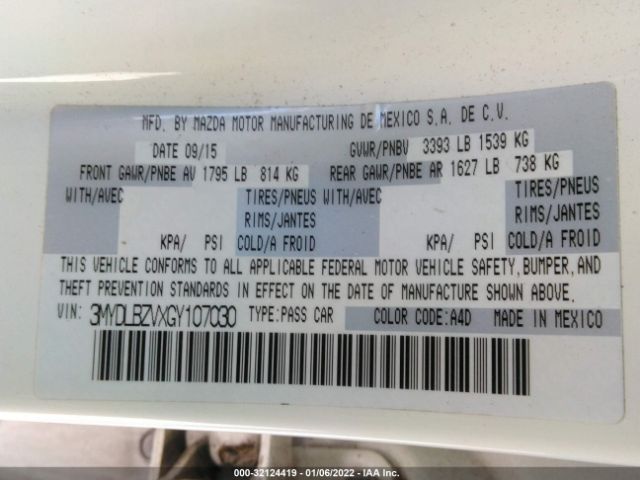 MFD. BY MAZDA MOTOR MANUFACTURING DE MEXICO S.A. DE C.V.
DATE 09/15 GVWR/PNBV 3393 LB 1539 KG
FRONT GAWR/PNBE AV 1795 LB 814 KG REAR GAWR/PNBE AR 1627 LB 738 KG
WITH/AVEC TIRES/PNEUS WITH/AVEC TIRES/PNEUS
RIMS/JANTES RIMS/JANTES
KPA/ PSI COLD/A FROID KPA/ PSI COLD/A FROID
THIS VEHICLE CONFORMS TO ALL APPLICABLE FEDERAL MOTOR VEHICLE SAFETY, BUMPER, AND
THEFT PREVENTION STANDARDS IN EFFECT ON THE DATE OF MANUFACTURE SHOWN ABOVE.
VIN: 3MYDLBZVXGY107030 TYPE:PASS CAR COLOR CODE:A4D MADE IN MEXICO
000-32124419 - 01/06/2022 - IAA Inc.